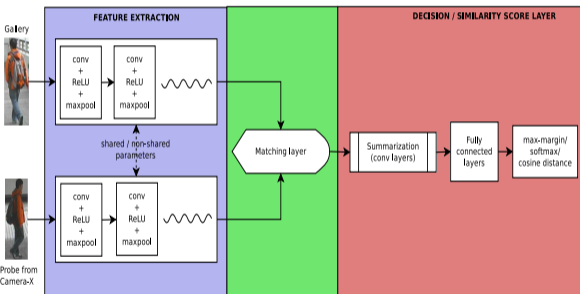 FEATURE EXTRACTION
DECISION / SIMILARITY SCORE LAYER
Gallery
conv
+
ReLU
+
maxpool
conv
+
ReLU
+
maxpool
shared / non-shared
parameters
Matching layer
Summarization
(conv layers)
Fully
connected
layers
max-margin/
softmax/
cosine distance
conv
+
ReLU
+
maxpool
conv
+
ReLU
+
maxpool
Probe from
Camera-X